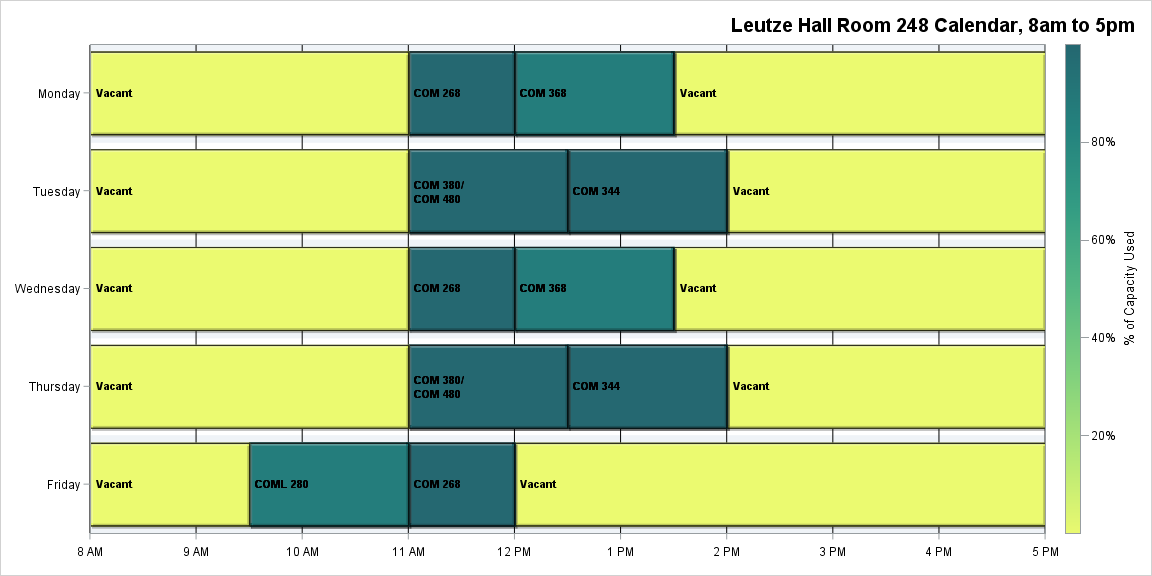 Leutze Hall Room 248 Calendar, 8am to 5pm
Monday
Vacant
COM 268
COM 368
Vacant
Tuesday
Vacant
COM 380/
COM 480
COM 344
Vacant
Wednesday
Vacant
COM 268
COM 368
Vacant
Thursday
Vacant
COM 380/
COM 480
COM 344
Vacant
Friday
Vacant
COML 280
COM 268
Vacant
8 AM 9 AM 10 AM 11 AM 12 PM 1 PM 2 PM 3 PM 4 PM 5 PM
80%
60%
40%
20%
% of Capacity Used